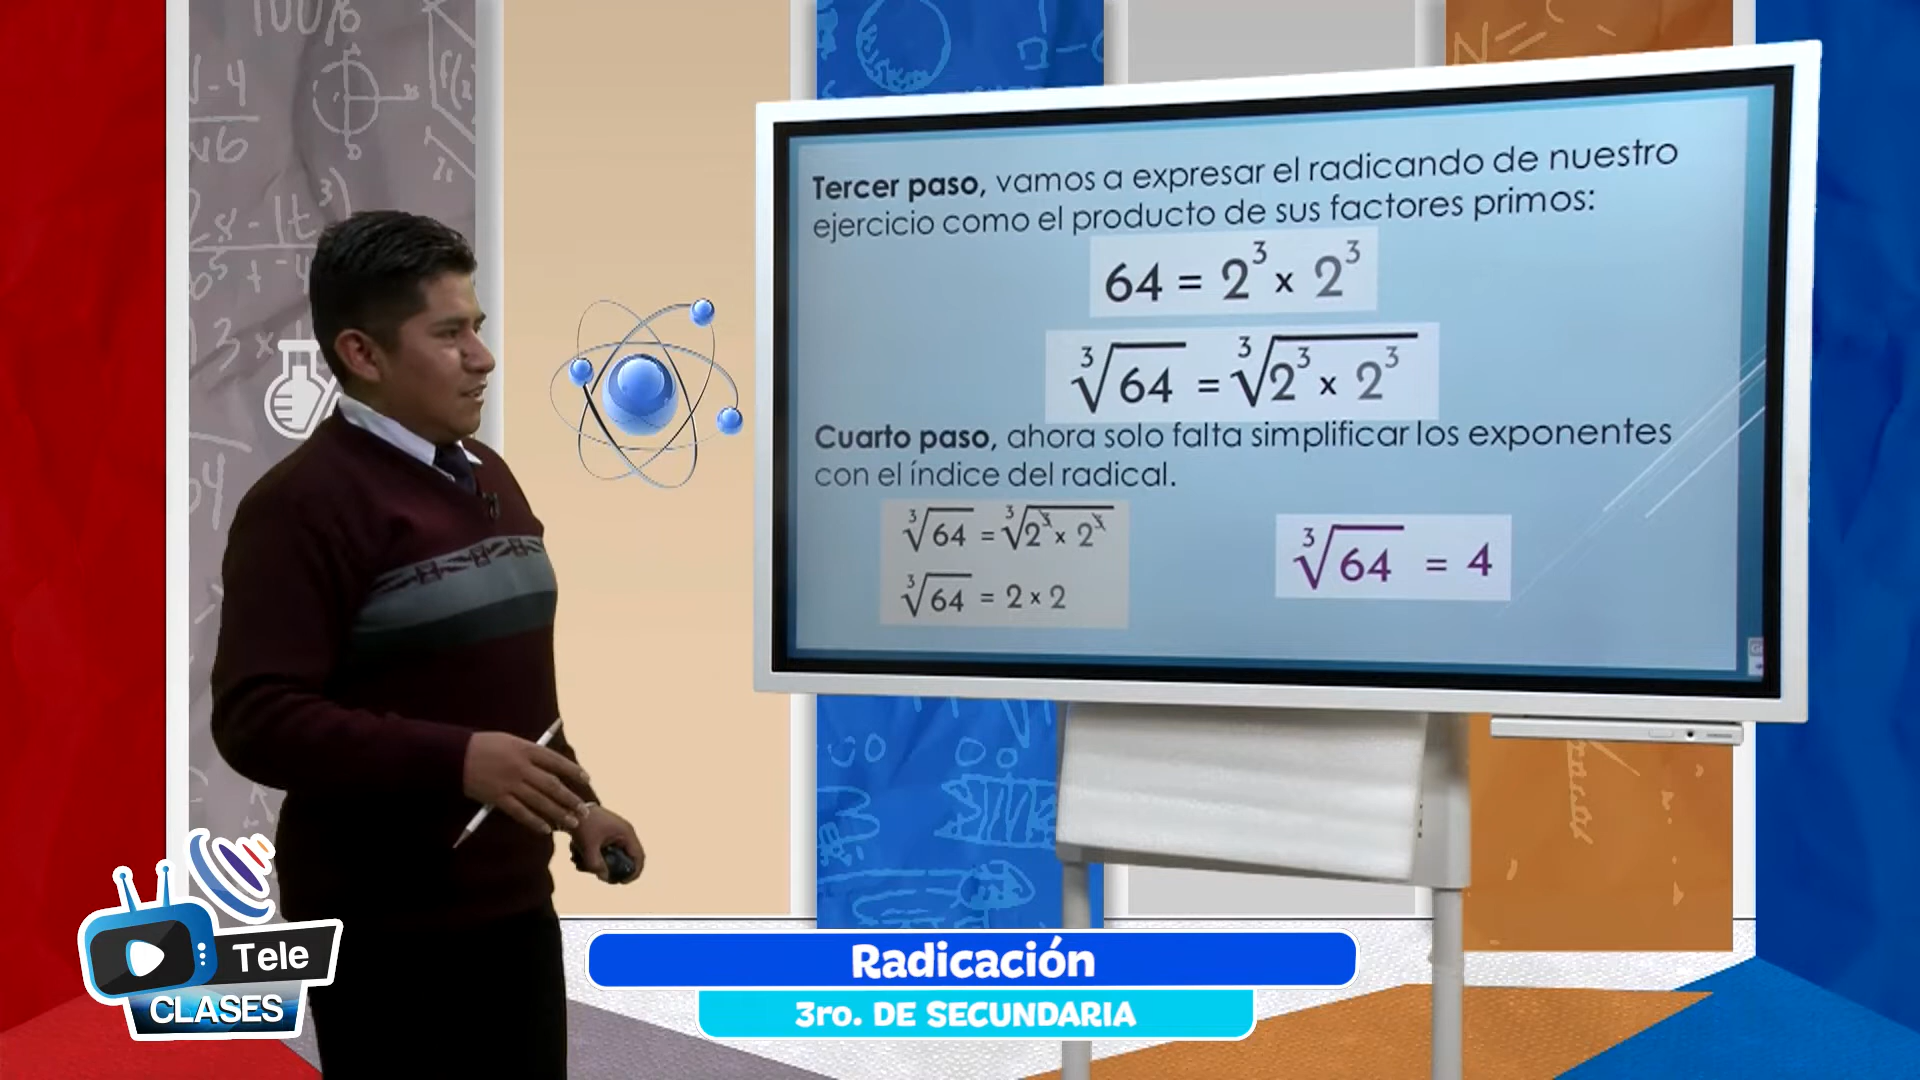 Tercer paso, vamos a expresar el radicando de nuestro
ejercicio como el producto de sus factores primos:
64 = 2³ x 2³
∛64 = ∛2³ x 2³
Cuarto paso, ahora solo falta simplificar los exponentes
con el índice del radical.
∛64 = ∛2³ x 2³
∛64 = 2 x 2
∛64 = 4
Tele
CLASES
Radicación
3ro. DE SECUNDARIA
100%